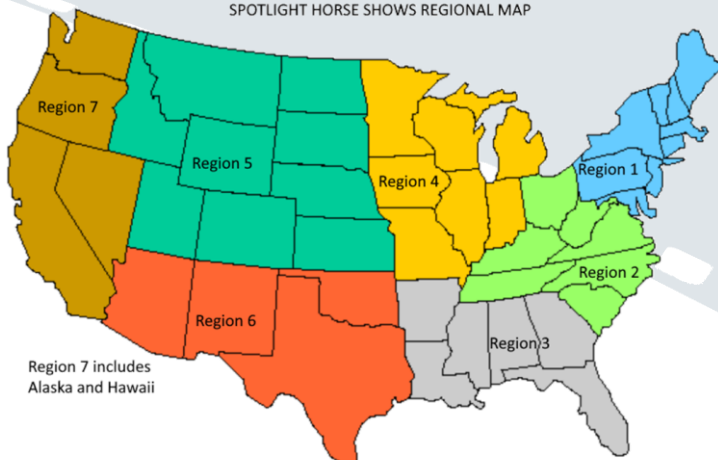 SPOTLIGHT HORSE SHOWS REGIONAL MAP
Region 7
Region 5
Region 4
Region 1
Region 2
Region 6
Region 3
Region 7 includes
Alaska and Hawaii